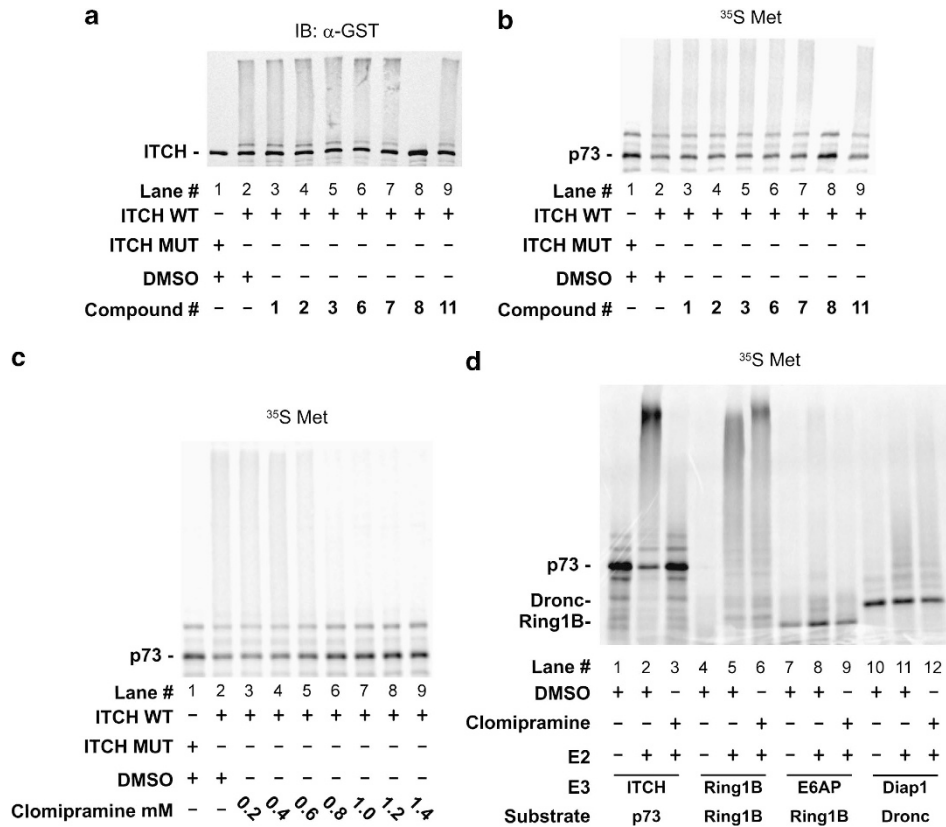 a
IB: α-GST
ITCH -
Lane # 1 2 3 4 5 6 7 8 9
ITCH WT – + + + + + + + +
ITCH MUT + – – – – – – – –
DMSO + + – – – – – – –
Compound # – – 1 2 3 6 7 8 11
b
³⁵S Met
p73 -
Lane # 1 2 3 4 5 6 7 8 9
ITCH WT – + + + + + + + +
ITCH MUT + – – – – – – – –
DMSO + + – – – – – – –
Compound # – – 1 2 3 6 7 8 11
c
³⁵S Met
p73 -
Lane # 1 2 3 4 5 6 7 8 9
ITCH WT – + + + + + + + +
ITCH MUT + – – – – – – – –
DMSO + + – – – – – – –
Clomipramine mM – – 0.2 0.4 0.6 0.8 1.0 1.2 1.4
d
³⁵S Met
p73 -
Dronc-
Ring1B-
Lane # 1 2 3 4 5 6 7 8 9 10 11 12
DMSO + + – + + – + + – + + –
Clomipramine – – + – – + – – + – – +
E2 – + + – + + – + + – + +
E3 ITCH Ring1B E6AP Diap1
Substrate p73 Ring1B Ring1B Dronc